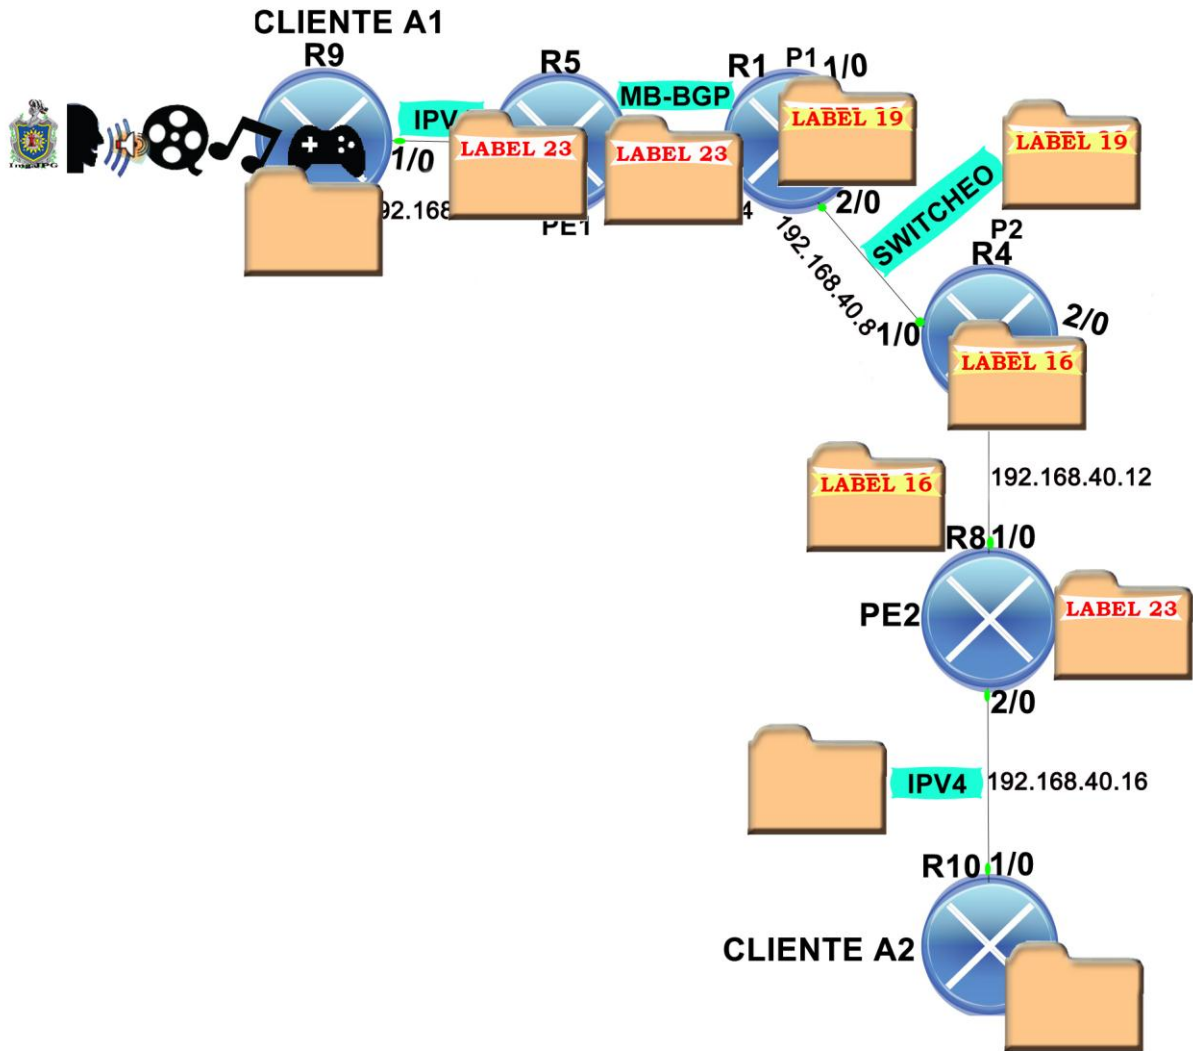 CLIENTE A1
R9
R5
R1
P1
1/0
MB-BGP
IPV
LABEL 23
LABEL 23
LABEL 19
LABEL 19
1/0
92.168
PE1
4
2/0
SWITCHEO
192.168.40.8
P2
R4
1/0
2/0
LABEL 16
LABEL 16
192.168.40.12
R8
1/0
PE2
LABEL 23
2/0
IPV4
192.168.40.16
R10
1/0
CLIENTE A2